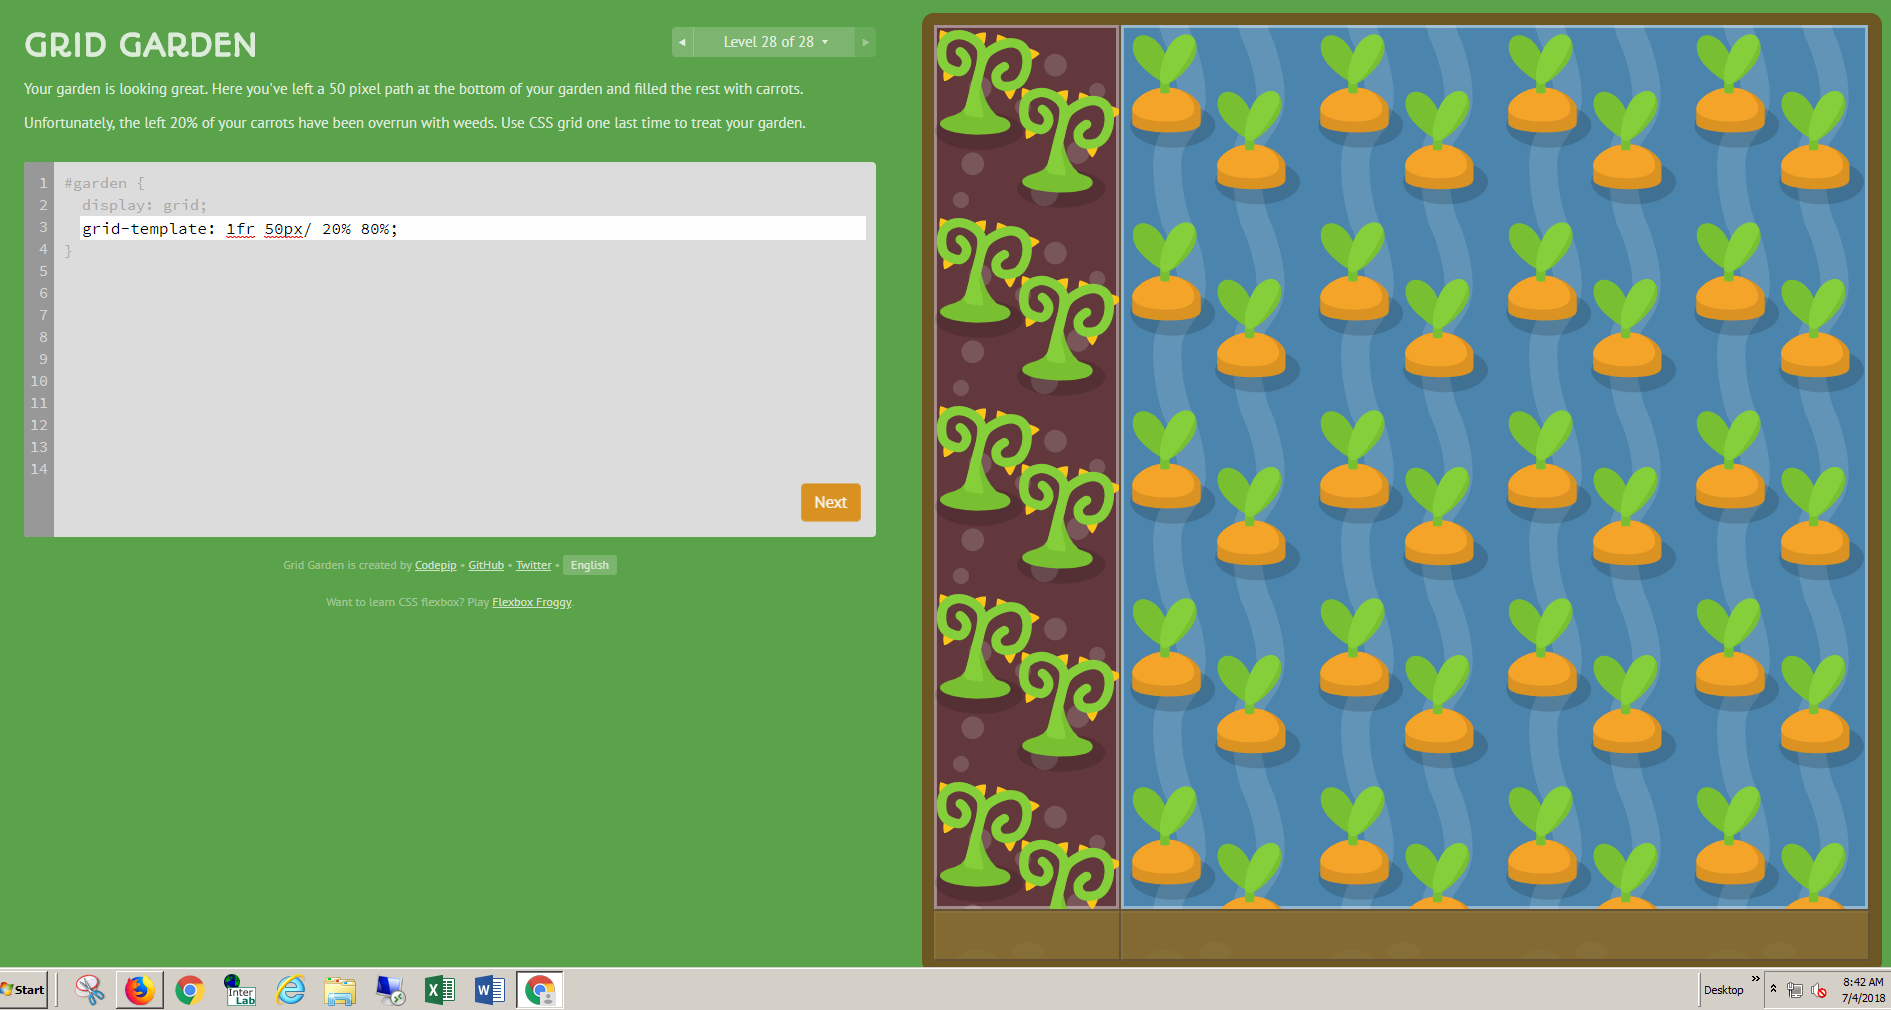 GRID GARDEN
◄ Level 28 of 28 ▾ ►
Your garden is looking great. Here you've left a 50 pixel path at the bottom of your garden and filled the rest with carrots.
Unfortunately, the left 20% of your carrots have been overrun with weeds. Use CSS grid one last time to treat your garden.
1 #garden {
2 display: grid;
3 grid-template: 1fr 50px/ 20% 80%;
4 }
5
6
7
8
9
10
11
12
13
14
Next
Grid Garden is created by Codepip • GitHub • Twitter • English
Want to learn CSS flexbox? Play Flexbox Froggy.
Start
Inter
Lab
X
W
Desktop »
8:42 AM
7/4/2018